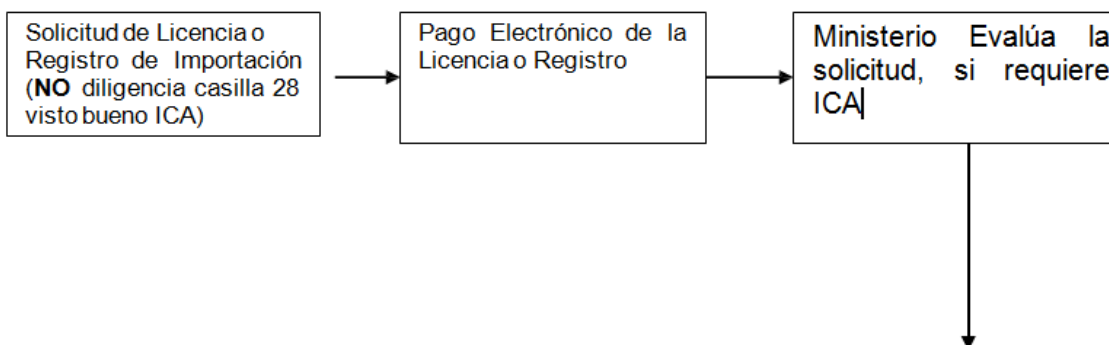 Solicitud de Licencia o
Registro de Importación
(NO diligencia casilla 28
visto bueno ICA)
Pago Electrónico de la
Licencia o Registro
Ministerio Evalúa la
solicitud, si requiere
ICA